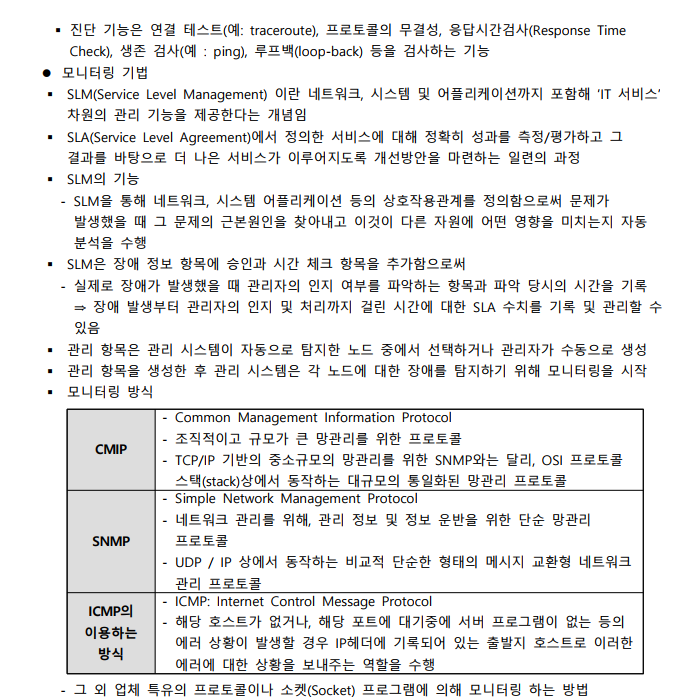 ▪ 진단 기능은 연결 테스트(예: traceroute), 프로토콜의 무결성, 응답시간검사(Response Time
Check), 생존 검사(예 : ping), 루프백(loop-back) 등을 검사하는 기능
● 모니터링 기법
▪ SLM(Service Level Management) 이란 네트워크, 시스템 및 어플리케이션까지 포함해 ‘IT 서비스’
차원의 관리 기능을 제공한다는 개념임
▪ SLA(Service Level Agreement)에서 정의한 서비스에 대해 정확히 성과를 측정/평가하고 그
결과를 바탕으로 더 나은 서비스가 이루어지도록 개선방안을 마련하는 일련의 과정
▪ SLM의 기능
- SLM을 통해 네트워크, 시스템 어플리케이션 등의 상호작용관계를 정의함으로써 문제가
발생했을 때 그 문제의 근본원인을 찾아내고 이것이 다른 자원에 어떤 영향을 미치는지 자동
분석을 수행
▪ SLM은 장애 정보 항목에 승인과 시간 체크 항목을 추가함으로써
- 실제로 장애가 발생했을 때 관리자의 인지 여부를 파악하는 항목과 파악 당시의 시간을 기록
⇒ 장애 발생부터 관리자의 인지 및 처리까지 걸린 시간에 대한 SLA 수치를 기록 및 관리할 수
있음
▪ 관리 항목은 관리 시스템이 자동으로 탐지한 노드 중에서 선택하거나 관리자가 수동으로 생성
▪ 관리 항목을 생성한 후 관리 시스템은 각 노드에 대한 장애를 탐지하기 위해 모니터링을 시작
▪ 모니터링 방식
CMIP
- Common Management Information Protocol
- 조직적이고 규모가 큰 망관리를 위한 프로토콜
- TCP/IP 기반의 중소규모의 망관리를 위한 SNMP와는 달리, OSI 프로토콜
스택(stack)상에서 동작하는 대규모의 통일화된 망관리 프로토콜
SNMP
- Simple Network Management Protocol
- 네트워크 관리를 위해, 관리 정보 및 정보 운반을 위한 단순 망관리
프로토콜
- UDP / IP 상에서 동작하는 비교적 단순한 형태의 메시지 교환형 네트워크
관리 프로토콜
ICMP의
이용하는
방식
- ICMP: Internet Control Message Protocol
- 해당 호스트가 없거나, 해당 포트에 대기중에 서버 프로그램이 없는 등의
에러 상황이 발생할 경우 IP헤더에 기록되어 있는 출발지 호스트로 이러한
에러에 대한 상황을 보내주는 역할을 수행
- 그 외 업체 특유의 프로토콜이나 소켓(Socket) 프로그램에 의해 모니터링 하는 방법